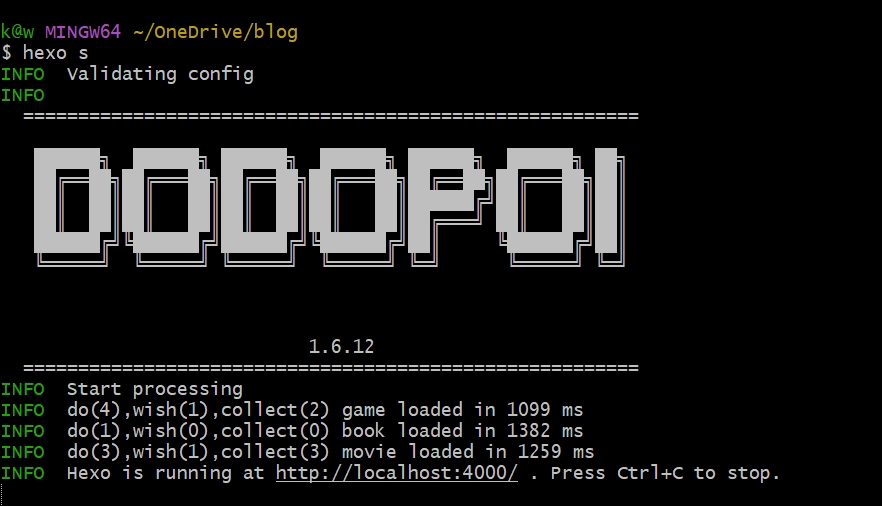 k@w MINGW64 ~/OneDrive/blog
$ hexo s
INFO  Validating config
INFO
========================================================
DODOPOI
1.6.12
========================================================
INFO  Start processing
INFO  do(4),wish(1),collect(2) game loaded in 1099 ms
INFO  do(1),wish(0),collect(0) book loaded in 1382 ms
INFO  do(3),wish(1),collect(3) movie loaded in 1259 ms
INFO  Hexo is running at http://localhost:4000/ . Press Ctrl+C to stop.